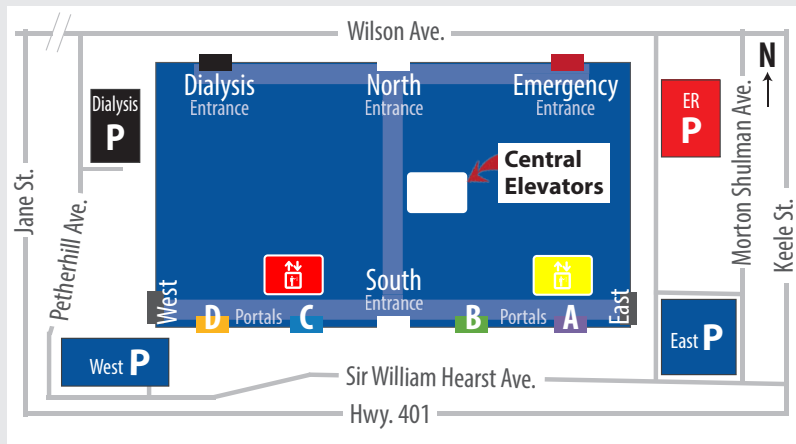 Wilson Ave.
N
Dialysis
Entrance
North
Entrance
Emergency
Entrance
Dialysis
P
ER
P
Central
Elevators
Jane St.
Petherhill Ave.
Morton Shulman Ave.
Keele St.
South
Entrance
West
East
D
Portals
C
B
Portals
A
West P
East P
Sir William Hearst Ave.
Hwy. 401